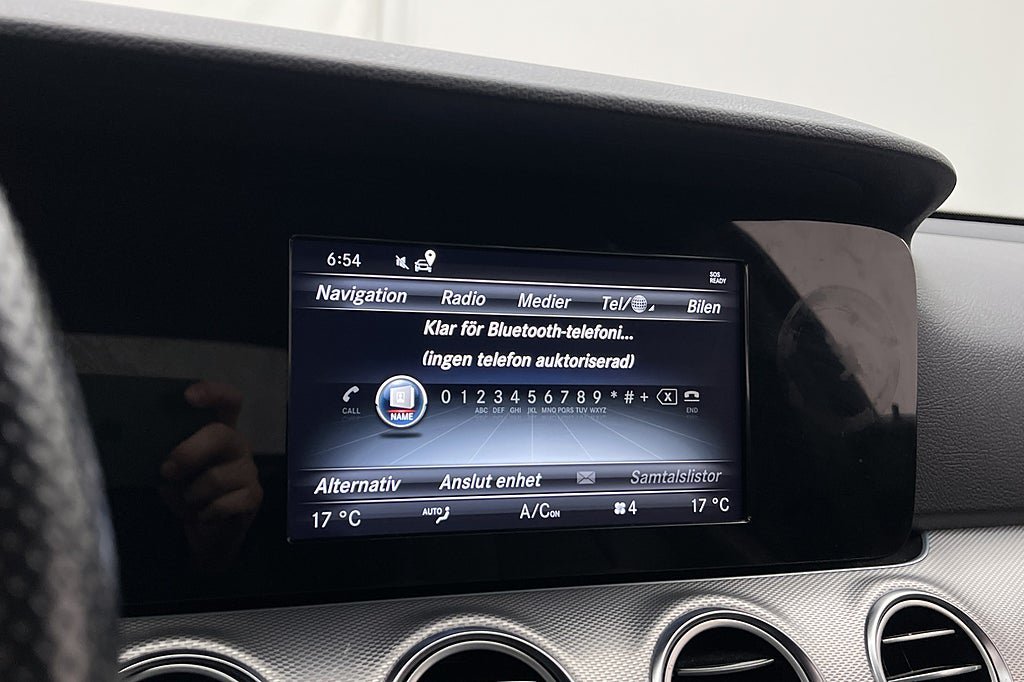 6:54
SOS
READY
Navigation Radio Medier Tel/ Bilen
Klar för Bluetooth-telefoni...
(ingen telefon auktoriserad)
CALL NAME 0 1 2 3 4 5 6 7 8 9 * # + X END
ABC DEF GHI JKL MNO PQRS TUV WXYZ
Alternativ Anslut enhet Samtalslistor
17 °C AUTO A/C ON 4 17 °C